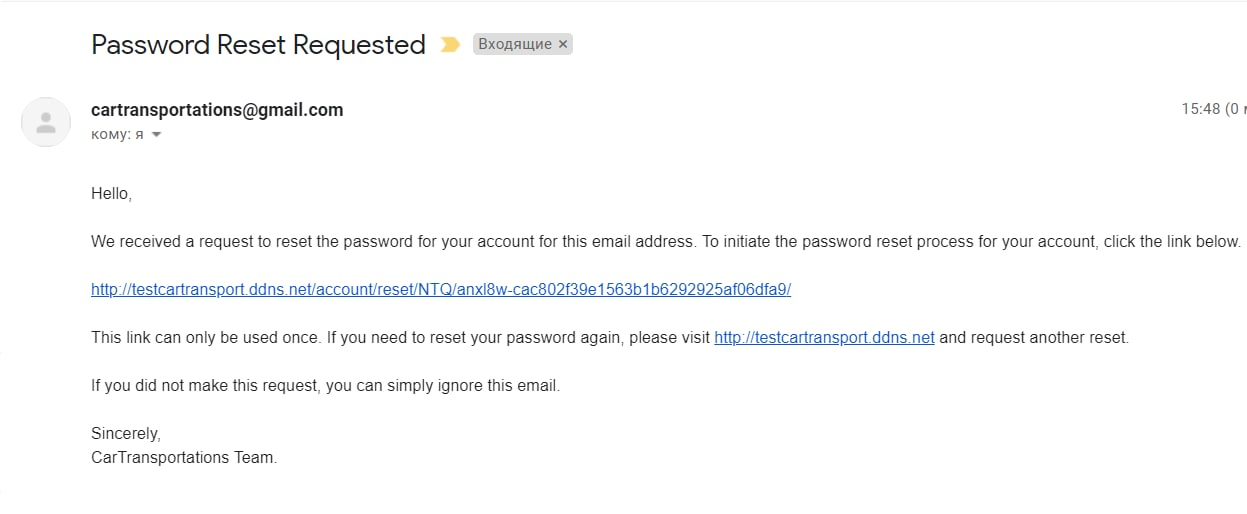 Password Reset Requested Входящие ×
cartransportations@gmail.com 15:48 (0
кому: я
Hello,
We received a request to reset the password for your account for this email address. To initiate the password reset process for your account, click the link below.
http://testcartransport.ddns.net/account/reset/NTQ/anxl8w-cac802f39e1563b1b6292925af06dfa9/
This link can only be used once. If you need to reset your password again, please visit http://testcartransport.ddns.net and request another reset.
If you did not make this request, you can simply ignore this email.
Sincerely,
CarTransportations Team.